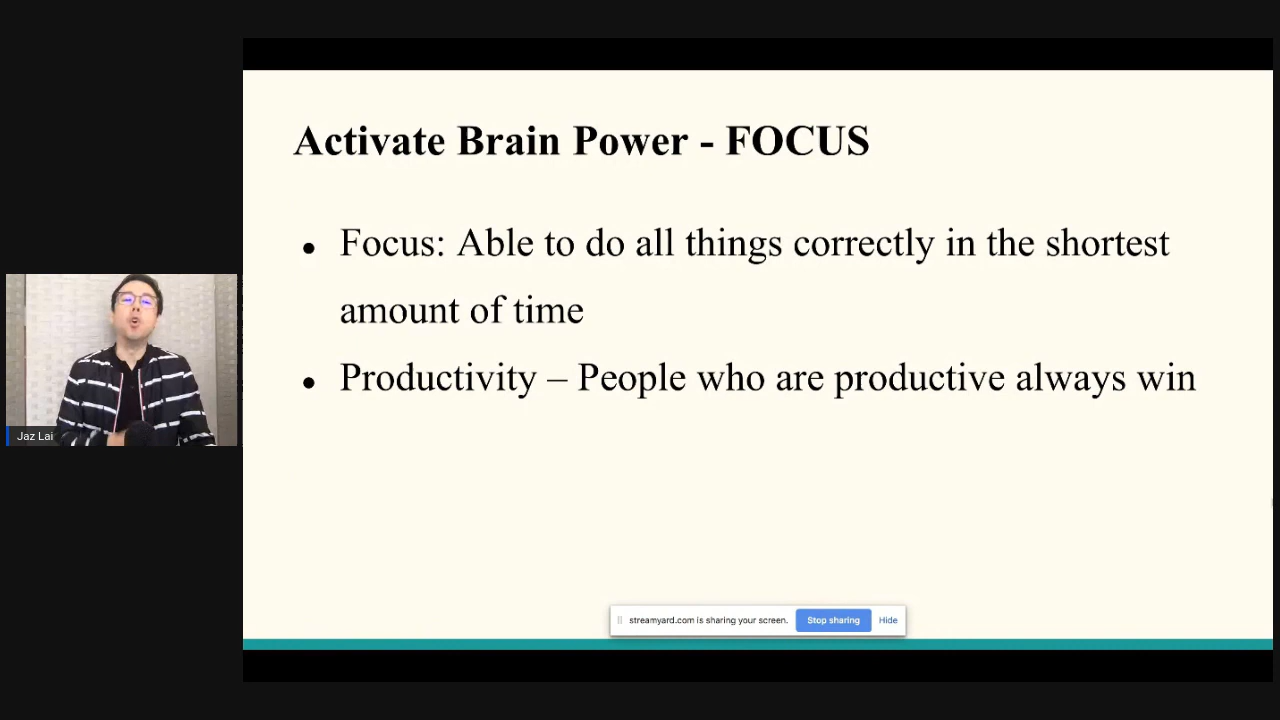 Activate Brain Power - FOCUS
● Focus: Able to do all things correctly in the shortest
amount of time
● Productivity – People who are productive always win
Jaz Lai
streamyard.com is sharing your screen. Stop sharing Hide